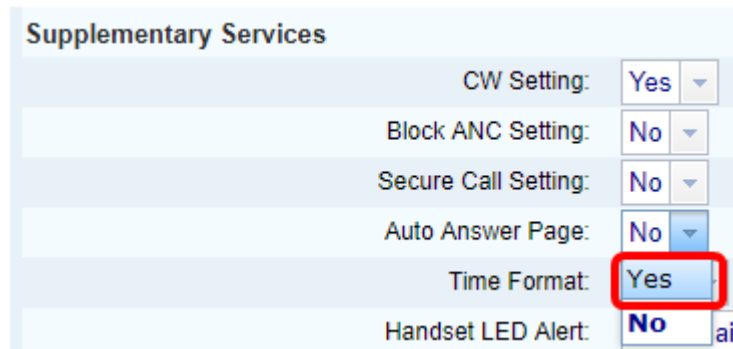 Supplementary Services
CW Setting: Yes
Block ANC Setting: No
Secure Call Setting: No
Auto Answer Page: No
Time Format: Yes
Handset LED Alert: No